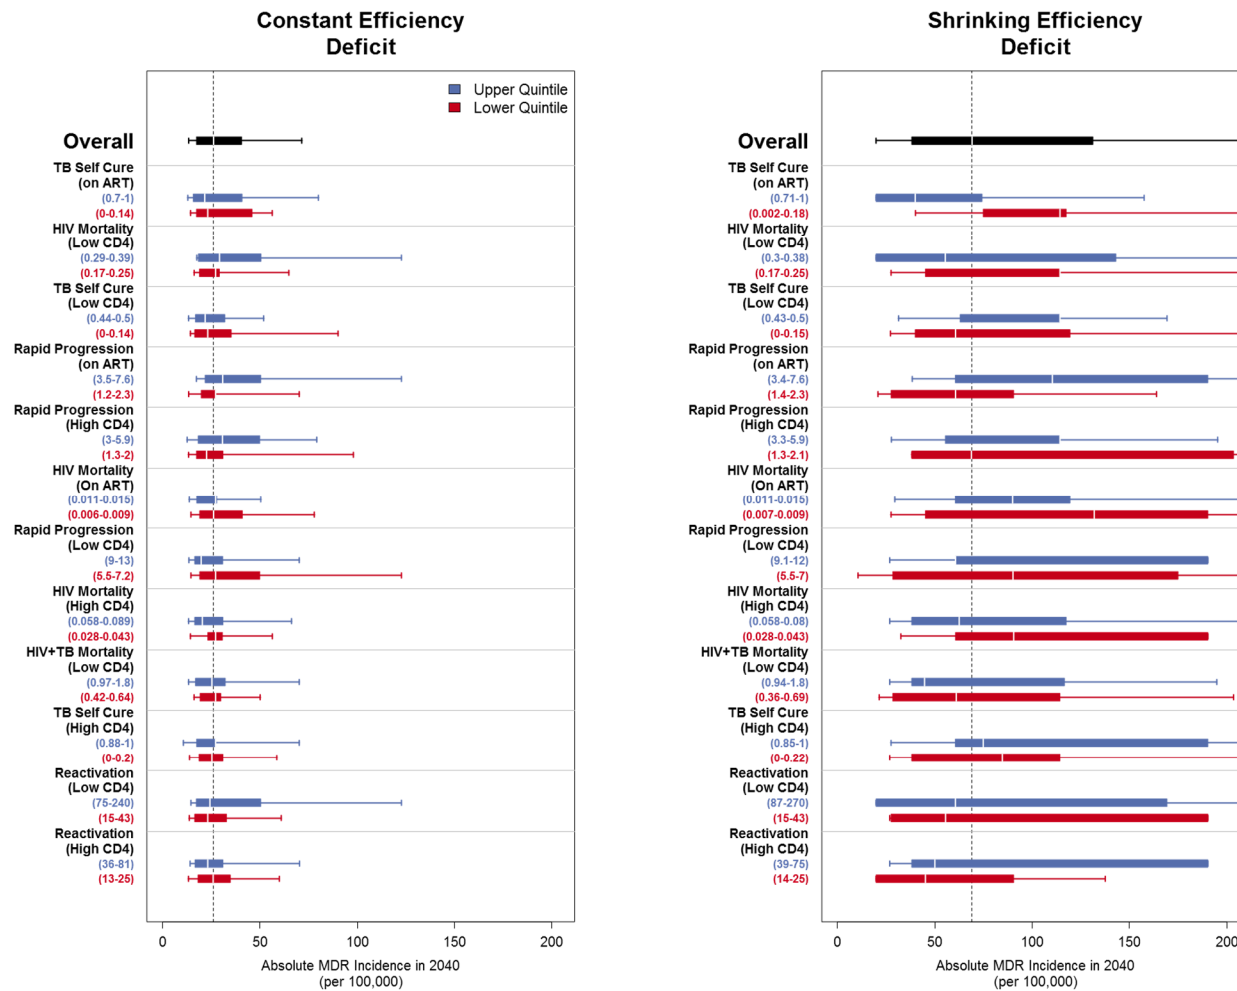 Constant Efficiency
Deficit
Upper Quintile
Lower Quintile
Overall
TB Self Cure
(on ART)
(0.7-1)
(0-0.14)
HIV Mortality
(Low CD4)
(0.29-0.39)
(0.17-0.25)
TB Self Cure
(Low CD4)
(0.44-0.5)
(0-0.14)
Rapid Progression
(on ART)
(3.5-7.6)
(1.2-2.3)
Rapid Progression
(High CD4)
(3-5.9)
(1.3-2)
HIV Mortality
(On ART)
(0.011-0.015)
(0.006-0.009)
Rapid Progression
(Low CD4)
(9-13)
(5.5-7.2)
HIV Mortality
(High CD4)
(0.058-0.089)
(0.028-0.043)
HIV+TB Mortality
(Low CD4)
(0.97-1.8)
(0.42-0.64)
TB Self Cure
(High CD4)
(0.88-1)
(0-0.2)
Reactivation
(Low CD4)
(75-240)
(15-43)
Reactivation
(High CD4)
(36-81)
(13-25)
0 50 100 150 200
Absolute MDR Incidence in 2040
(per 100,000)
Shrinking Efficiency
Deficit
Overall
TB Self Cure
(on ART)
(0.71-1)
(0.002-0.18)
HIV Mortality
(Low CD4)
(0.3-0.38)
(0.17-0.25)
TB Self Cure
(Low CD4)
(0.43-0.5)
(0-0.15)
Rapid Progression
(on ART)
(3.4-7.6)
(1.4-2.3)
Rapid Progression
(High CD4)
(3.3-5.9)
(1.3-2.1)
HIV Mortality
(On ART)
(0.011-0.015)
(0.007-0.009)
Rapid Progression
(Low CD4)
(9.1-12)
(5.5-7)
HIV Mortality
(High CD4)
(0.058-0.08)
(0.028-0.043)
HIV+TB Mortality
(Low CD4)
(0.94-1.8)
(0.36-0.69)
TB Self Cure
(High CD4)
(0.85-1)
(0-0.22)
Reactivation
(Low CD4)
(87-270)
(15-43)
Reactivation
(High CD4)
(39-75)
(14-25)
0 50 100 150 200
Absolute MDR Incidence in 2040
(per 100,000)